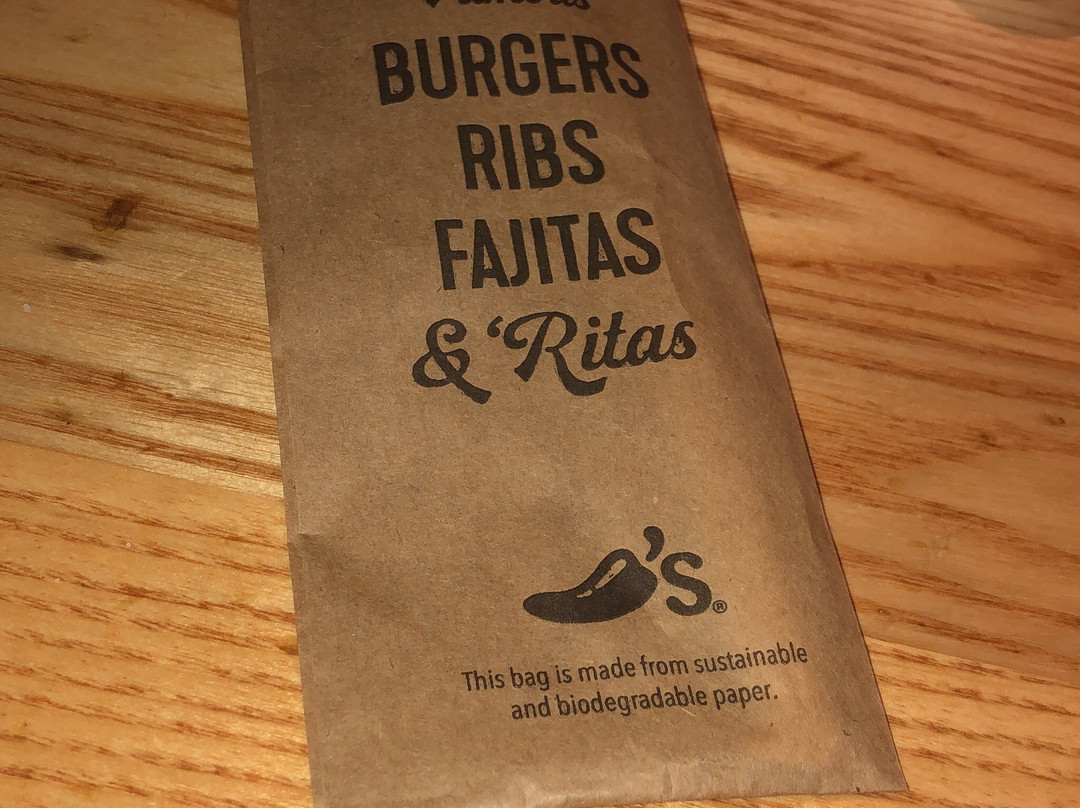 BURGERS
RIBS
FAJITAS
& ‘Ritas
’S®
This bag is made from sustainable
and biodegradable paper.